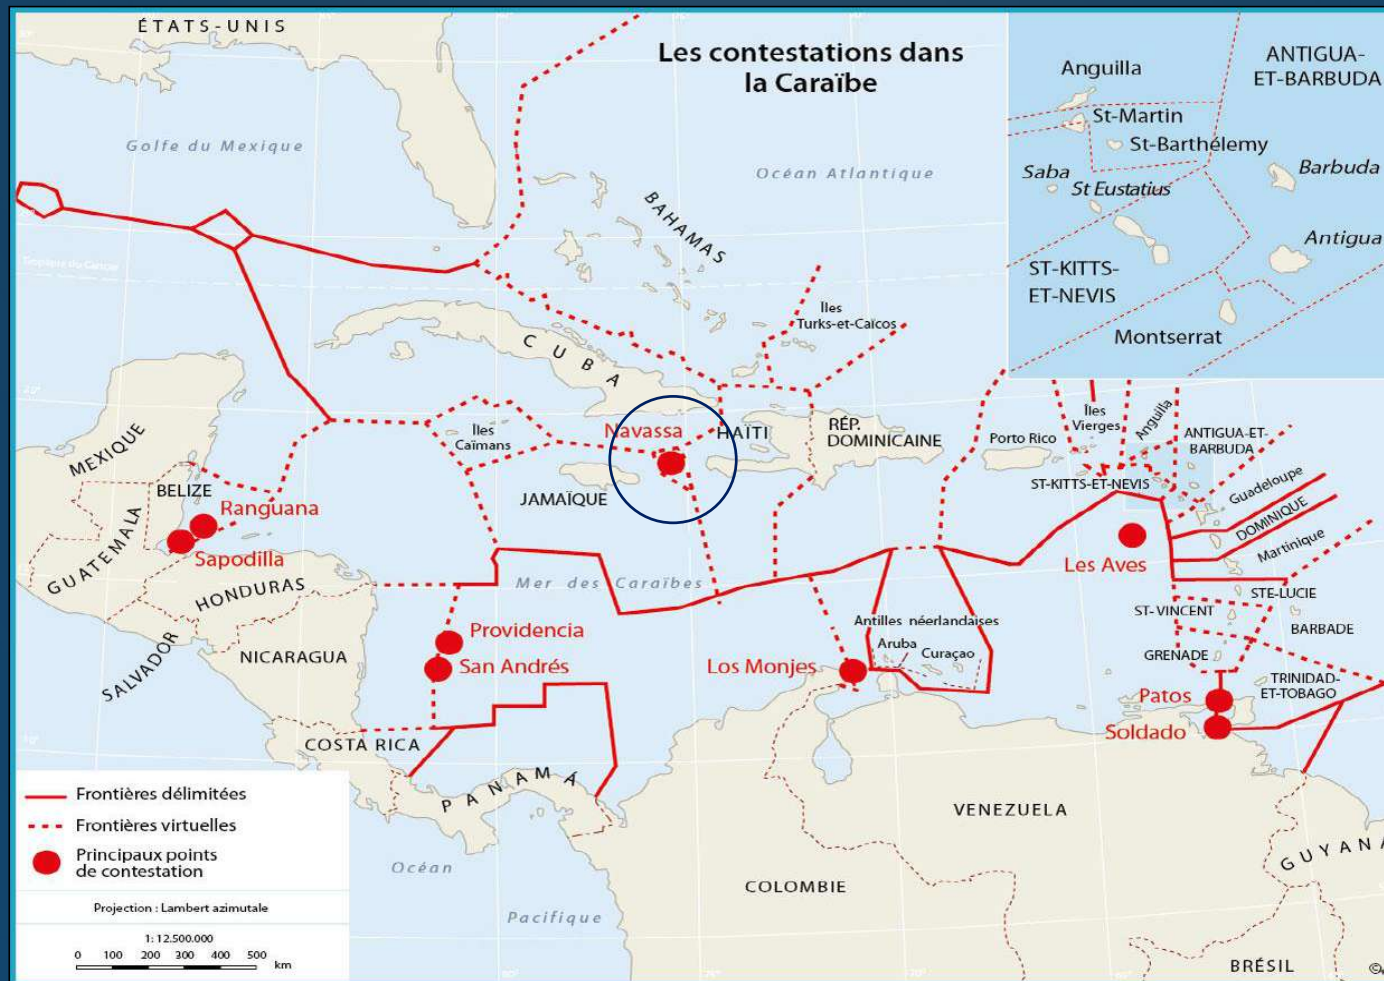 ÉTATS-UNIS
Les contestations dans
la Caraïbe
Golfe du Mexique
Océan Atlantique
BAHAMAS
Tropique du Cancer
Îles
Turks-et-Caïcos
CUBA
Anguilla
ANTIGUA-
ET-BARBUDA
St-Martin
St-Barthélemy
Saba
St Eustatius
Barbuda
Antigua
ST-KITTS-
ET-NEVIS
Montserrat
MEXIQUE
Îles
Caïmans
Navassa
HAÏTI
RÉP.
DOMINICAINE
Porto Rico
Îles
Vierges
Anguilla
ANTIGUA-ET-
BARBUDA
ST-KITTS-ET-NEVIS
Guadeloupe
DOMINIQUE
Martinique
BELIZE
Ranguana
Sapodilla
JAMAÏQUE
Les Aves
GUATEMALA
HONDURAS
Mer des Caraïbes
STE-LUCIE
ST-VINCENT
BARBADE
SALVADOR
NICARAGUA
Providencia
San Andrés
Antilles néerlandaises
Aruba
Curaçao
Los Monjes
GRENADE
TRINIDAD-
ET-TOBAGO
Patos
Soldado
COSTA RICA
PANAMÁ
VENEZUELA
GUYANA
COLOMBIE
BRÉSIL
Océan
Pacifique
Frontières délimitées
Frontières virtuelles
Principaux points
de contestation
Projection : Lambert azimutale
1: 12.500.000
0 100 200 300 400 500
km